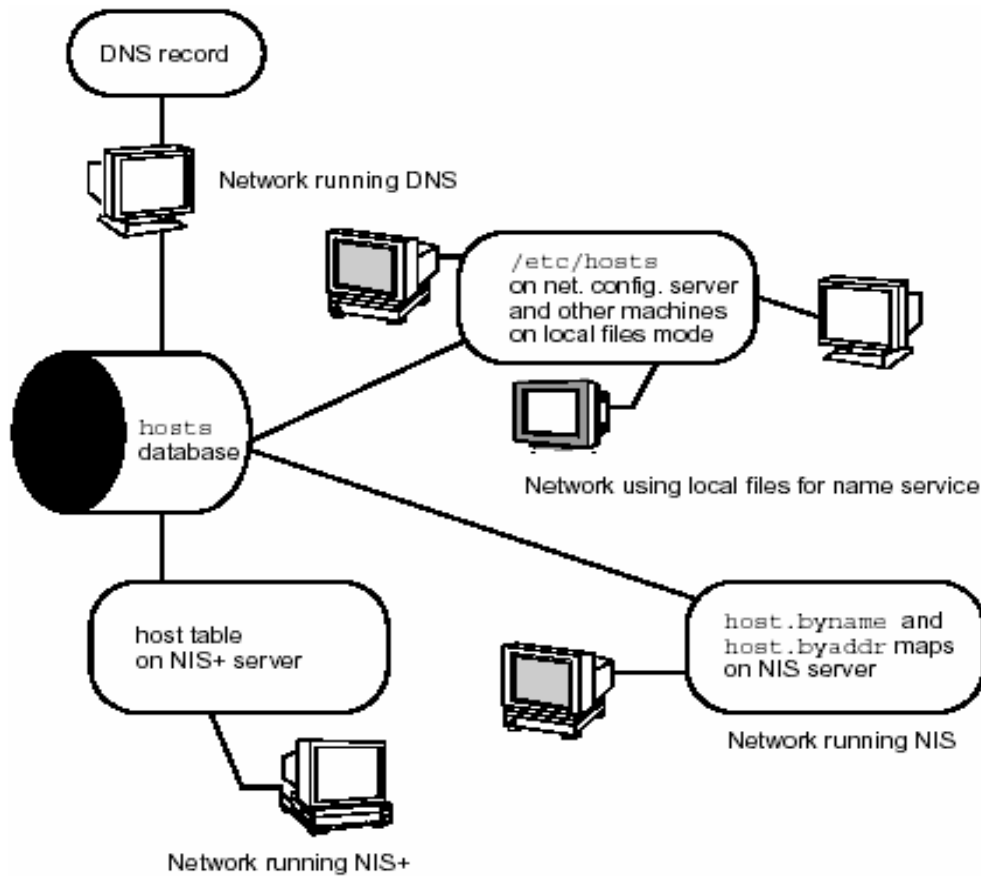 DNS record
Network running DNS
/etc/hosts
on net. config. server
and other machines
on local files mode
hosts
database
Network using local files for name service
host table
on NIS+ server
host.byname and
host.byaddr maps
on NIS server
Network running NIS
Network running NIS+